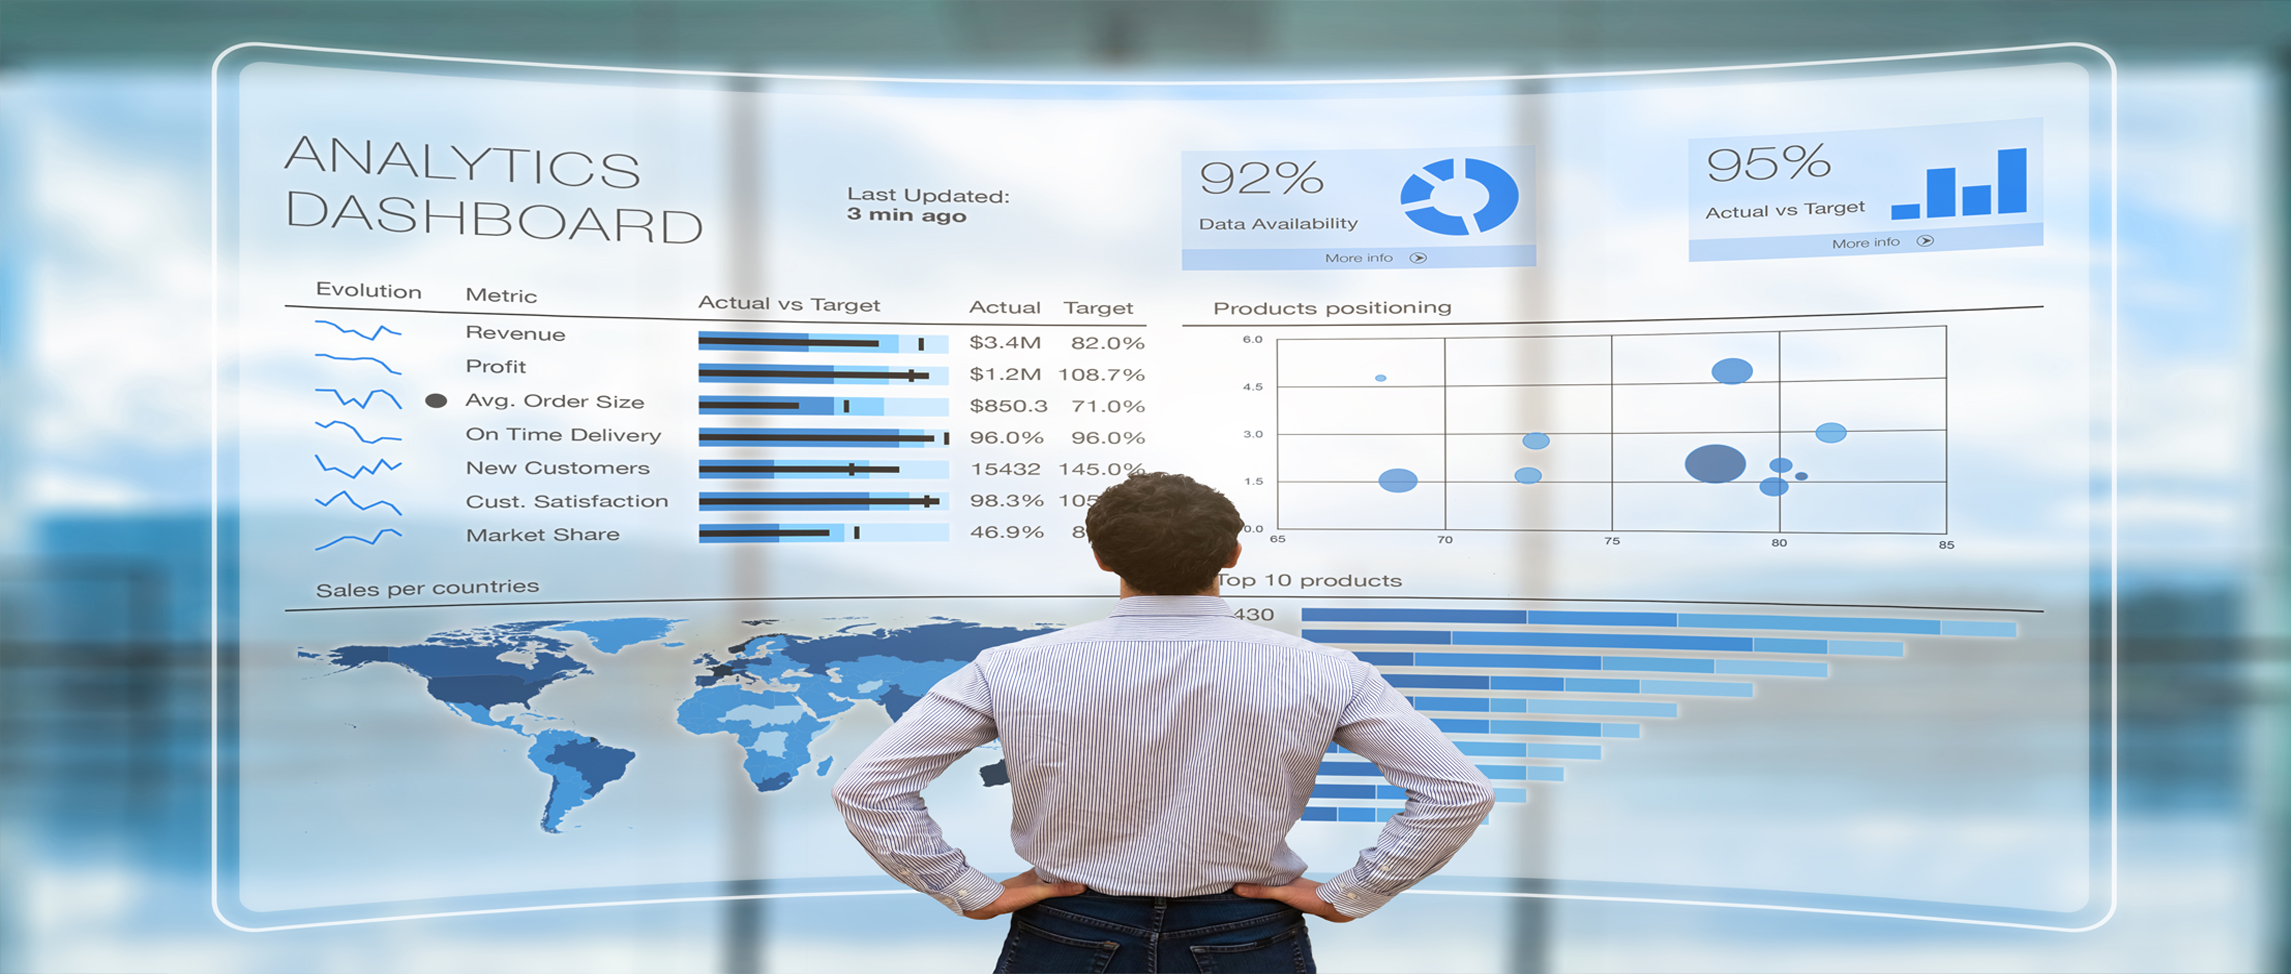 ANALYTICS
DASHBOARD
Last Updated:
3 min ago
92%
Data Availability
More info
95%
Actual vs Target
More info
Evolution Metric Actual vs Target Actual Target
Revenue $3.4M 82.0%
Profit $1.2M 108.7%
Avg. Order Size $850.3 71.0%
On Time Delivery 96.0% 96.0%
New Customers 15432 145.0%
Cust. Satisfaction 98.3%
Market Share 46.9%
Products positioning
6.0
4.5
3.0
1.5
0.0
65 70 75 80 85
Sales per countries
Top 10 products
430